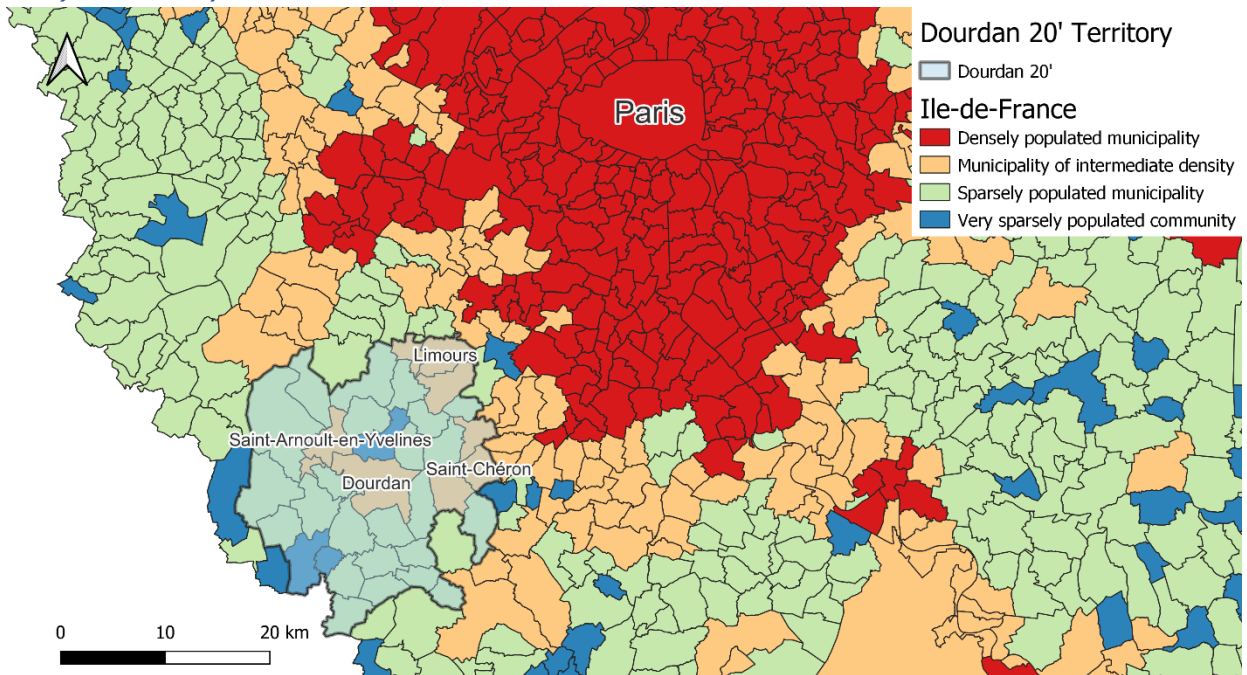 Dourdan 20' Territory
Dourdan 20'
Ile-de-France
Densely populated municipality
Municipality of intermediate density
Sparsely populated municipality
Very sparsely populated community
Paris
Limours
Saint-Arnoult-en-Yvelines
Saint-Chéron
Dourdan
0 10 20 km